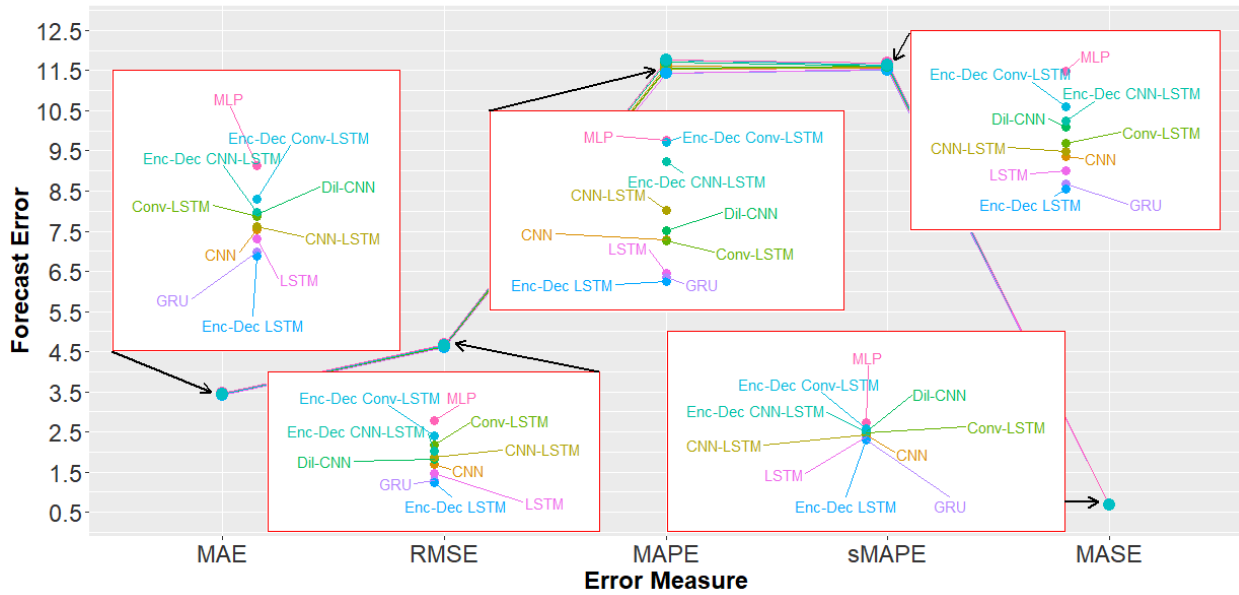 Forecast Error
12.5
11.5
10.5
9.5
8.5
7.5
6.5
5.5
4.5
3.5
2.5
1.5
0.5
MLP
Enc-Dec Conv-LSTM
Enc-Dec CNN-LSTM
Dil-CNN
Conv-LSTM
CNN-LSTM
CNN
LSTM
GRU
Enc-Dec LSTM
MLP
Enc-Dec Conv-LSTM
Conv-LSTM
Enc-Dec CNN-LSTM
CNN-LSTM
Dil-CNN
CNN
GRU
LSTM
Enc-Dec LSTM
MLP
Enc-Dec Conv-LSTM
Enc-Dec CNN-LSTM
CNN-LSTM
Dil-CNN
CNN
LSTM
Conv-LSTM
Enc-Dec LSTM
GRU
MLP
Enc-Dec Conv-LSTM
Enc-Dec CNN-LSTM
Dil-CNN
Conv-LSTM
CNN-LSTM
CNN
LSTM
Enc-Dec LSTM
GRU
MLP
Enc-Dec Conv-LSTM
Dil-CNN
Enc-Dec CNN-LSTM
Conv-LSTM
CNN-LSTM
CNN
LSTM
Enc-Dec LSTM
GRU
MAE
RMSE
MAPE
sMAPE
MASE
Error Measure